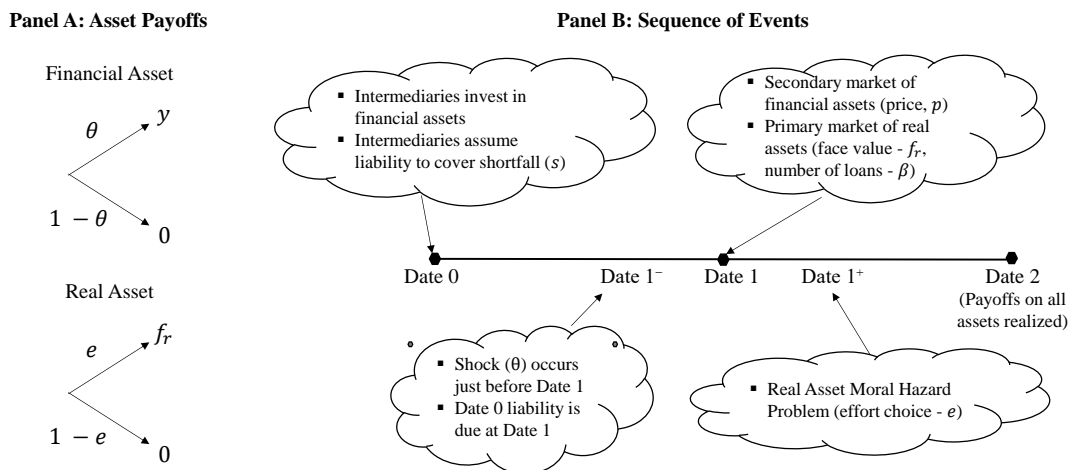 Panel A: Asset Payoffs
Financial Asset
θ
y
1 − θ
0
Real Asset
e
f_r
1 − e
0
Panel B: Sequence of Events
▪ Intermediaries invest in
financial assets
▪ Intermediaries assume
liability to cover shortfall (s)
▪ Secondary market of
financial assets (price, p)
▪ Primary market of real
assets (face value - f_r,
number of loans - β)
Date 0
Date 1⁻
Date 1
Date 1⁺
Date 2
(Payoffs on all
assets realized)
▪ Shock (θ) occurs
just before Date 1
▪ Date 0 liability is
due at Date 1
▪ Real Asset Moral Hazard
Problem (effort choice - e)